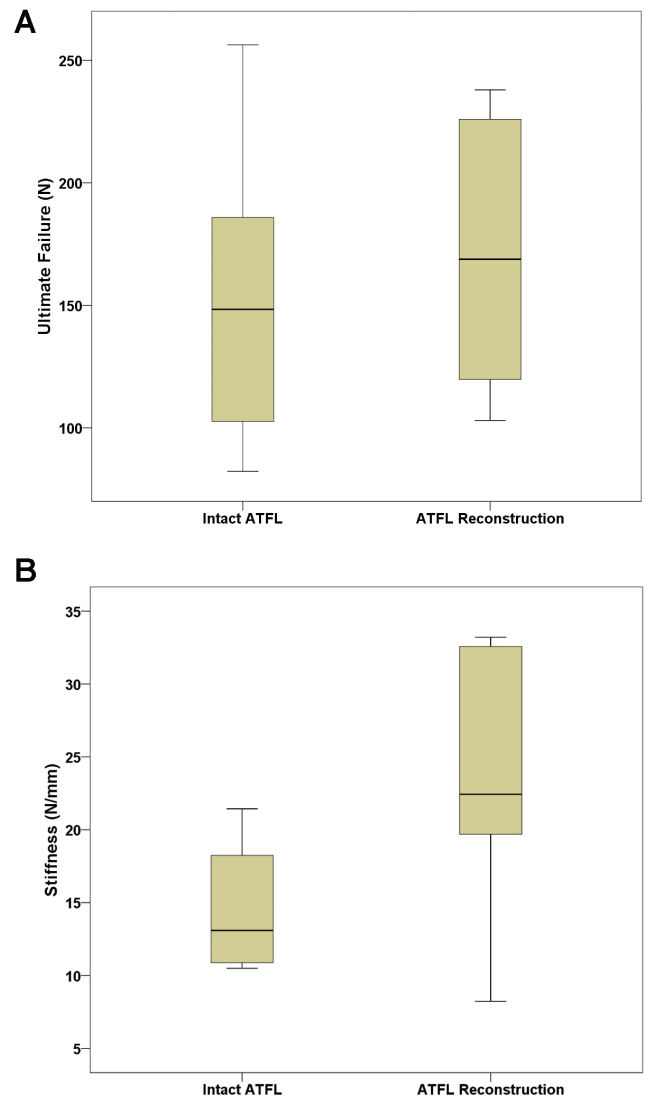 A
250
200
150
100
Ultimate Failure (N)
Intact ATFL
ATFL Reconstruction
B
35
30
25
20
15
10
5
Stiffness (N/mm)
Intact ATFL
ATFL Reconstruction